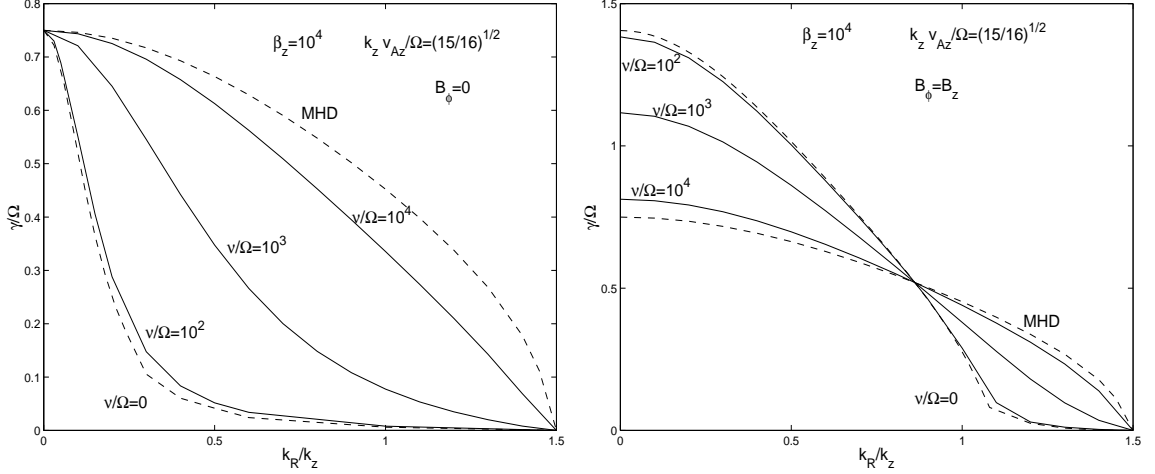 0.8
0.7
0.6
0.5
0.4
0.3
0.2
0.1
0
γ/Ω
β_z=10^4 k_z v_Az/Ω=(15/16)^1/2
B_ϕ=0
MHD
ν/Ω=10^4
ν/Ω=10^3
ν/Ω=10^2
ν/Ω=0
0 0.5 1 1.5
k_R/k_z
1.5
1
0.5
0
γ/Ω
β_z=10^4 k_z v_Az/Ω=(15/16)^1/2
B_ϕ=B_z
ν/Ω=10^2
ν/Ω=10^3
ν/Ω=10^4
MHD
ν/Ω=0
0 0.5 1 1.5
k_R/k_z